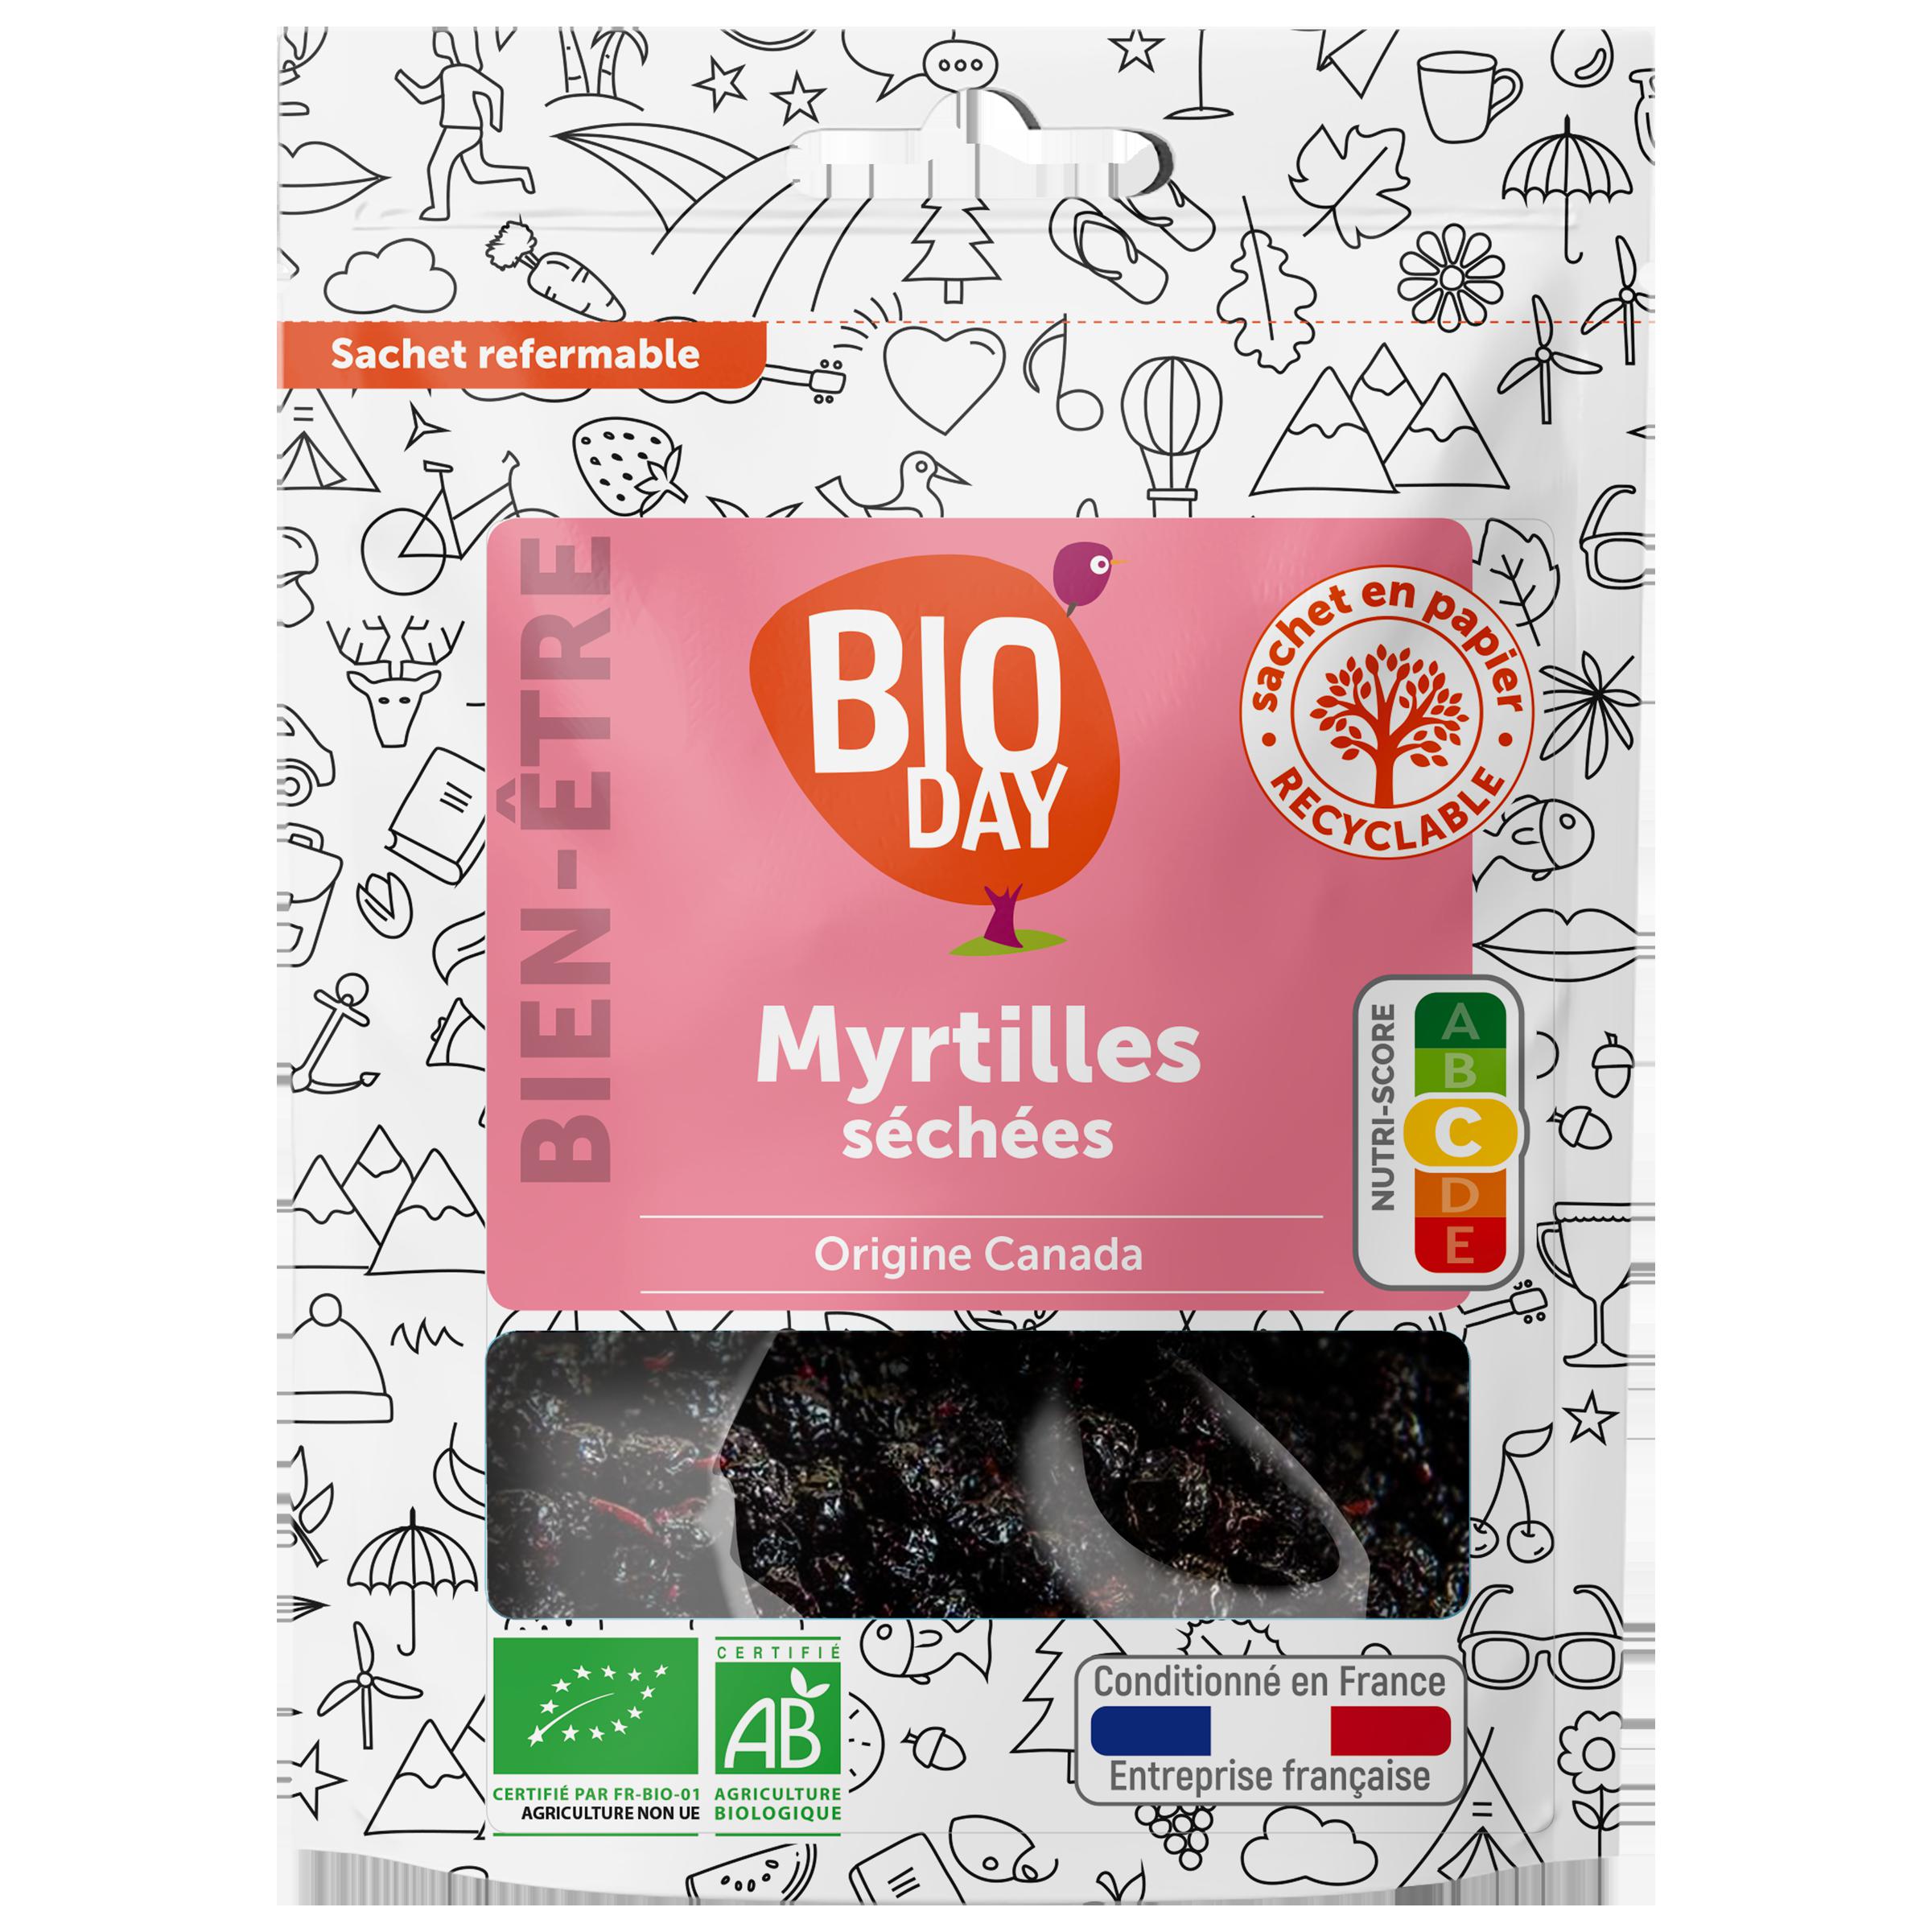 Sachet refermable
BIEN-ÊTRE
BIO
DAY
sachet en papier
RECYCLABLE
Myrtilles
séchées
Origine Canada
NUTRI-SCORE
A
B
C
D
E
CERTIFIÉ
AB
CERTIFIÉ PAR FR-BIO-01
AGRICULTURE NON UE
AGRICULTURE
BIOLOGIQUE
Conditionné en France
Entreprise française